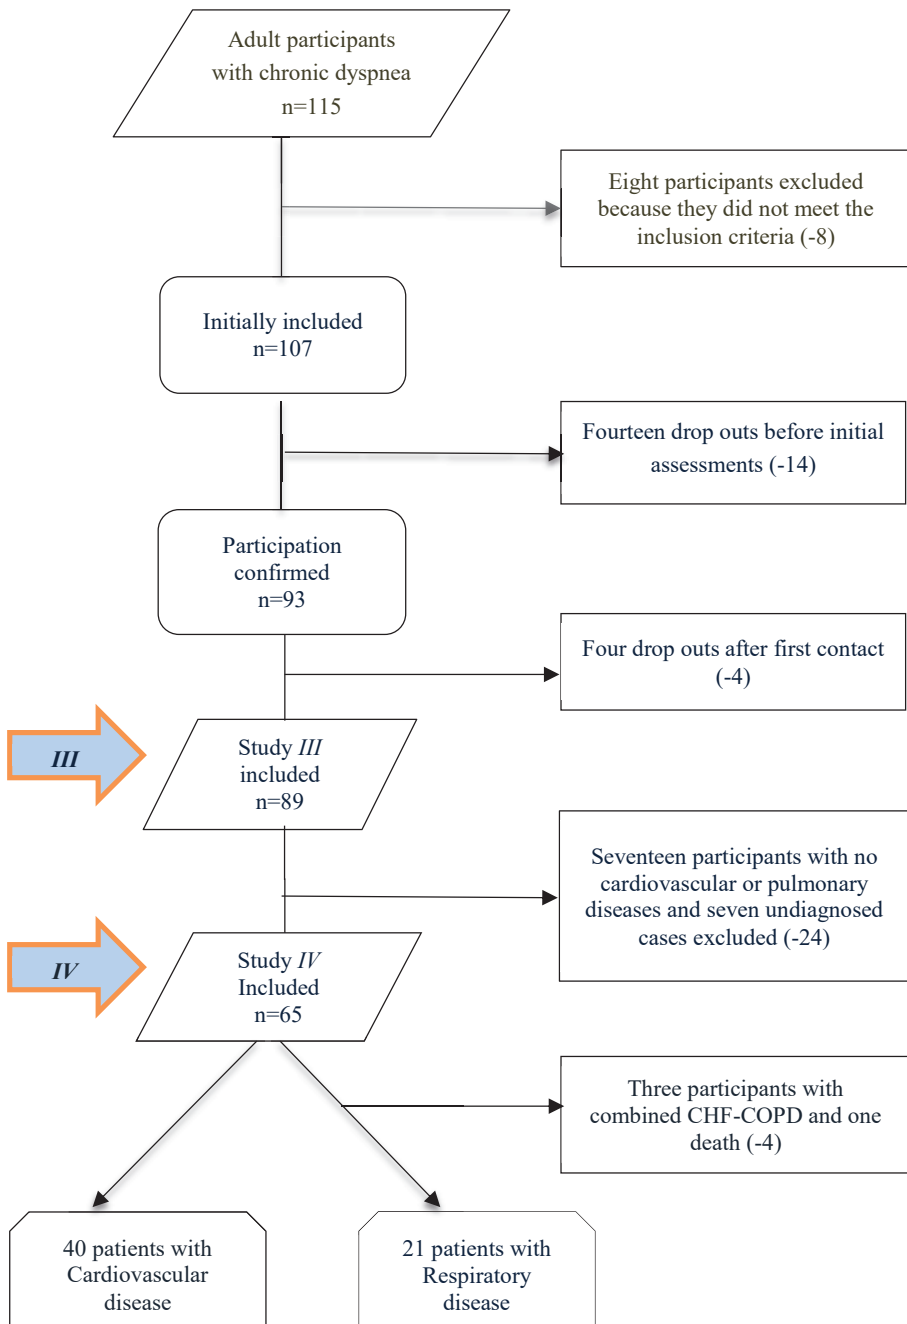 Adult participants
with chronic dyspnea
n=115
Eight participants excluded
because they did not meet the
inclusion criteria (-8)
Initially included
n=107
Fourteen drop outs before initial
assessments (-14)
Participation
confirmed
n=93
Four drop outs after first contact
(-4)
III
Study III
included
n=89
Seventeen participants with no
cardiovascular or pulmonary
diseases and seven undiagnosed
cases excluded (-24)
IV
Study IV
Included
n=65
Three participants with
combined CHF-COPD and one
death (-4)
40 patients with
Cardiovascular
disease
21 patients with
Respiratory
disease